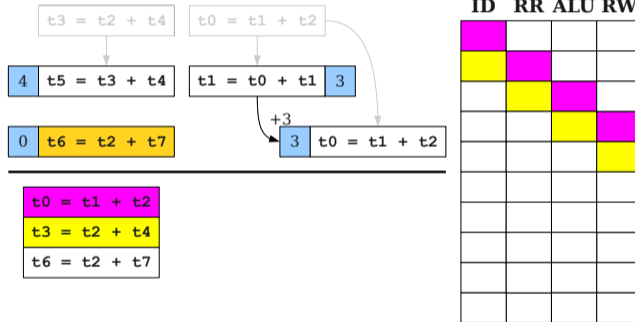 t3 = t2 + t4 t0 = t1 + t2
4 t5 = t3 + t4 t1 = t0 + t1 3
+3
0 t6 = t2 + t7 3 t0 = t1 + t2
t0 = t1 + t2
t3 = t2 + t4
t6 = t2 + t7
ID RR ALU RW